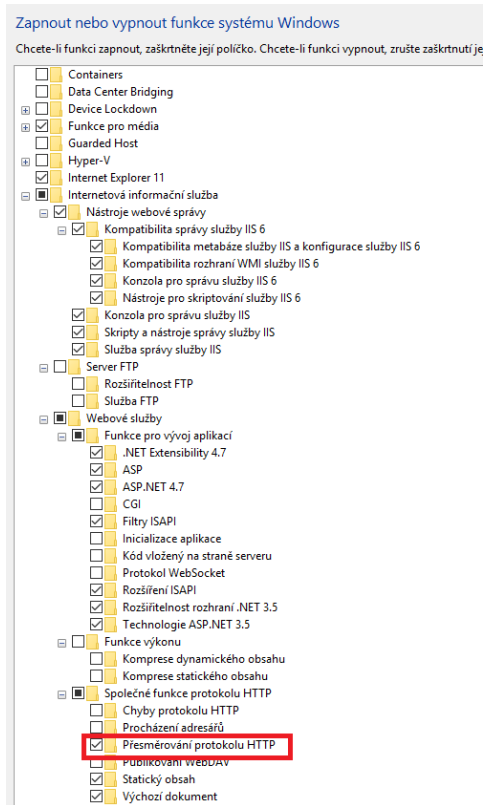 Zapnout nebo vypnout funkce systému Windows
Chcete-li funkci zapnout, zaškrtněte její políčko. Chcete-li funkci vypnout, zrušte zaškrtnutí je
Containers
Data Center Bridging
Device Lockdown
Funkce pro média
Guarded Host
Hyper-V
Internet Explorer 11
Internetová informační služba
Nástroje webové správy
Kompatibilita správy služby IIS 6
Kompatibilita metabáze služby IIS a konfigurace služby IIS 6
Kompatibilita rozhraní WMI služby IIS 6
Konzola pro správu služby IIS 6
Nástroje pro skriptování služby IIS 6
Konzola pro správu služby IIS
Skripty a nástroje správy služby IIS
Služba správy služby IIS
Server FTP
Rozšiřitelnost FTP
Služba FTP
Webové služby
Funkce pro vývoj aplikací
.NET Extensibility 4.7
ASP
ASP.NET 4.7
CGI
Filtry ISAPI
Inicializace aplikace
Kód vložený na straně serveru
Protokol WebSocket
Rozšíření ISAPI
Rozšiřitelnost rozhraní .NET 3.5
Technologie ASP.NET 3.5
Funkce výkonu
Komprese dynamického obsahu
Komprese statického obsahu
Společné funkce protokolu HTTP
Chyby protokolu HTTP
Procházení adresářů
Přesměrování protokolu HTTP
Publikování WebDAV
Statický obsah
Výchozí dokument